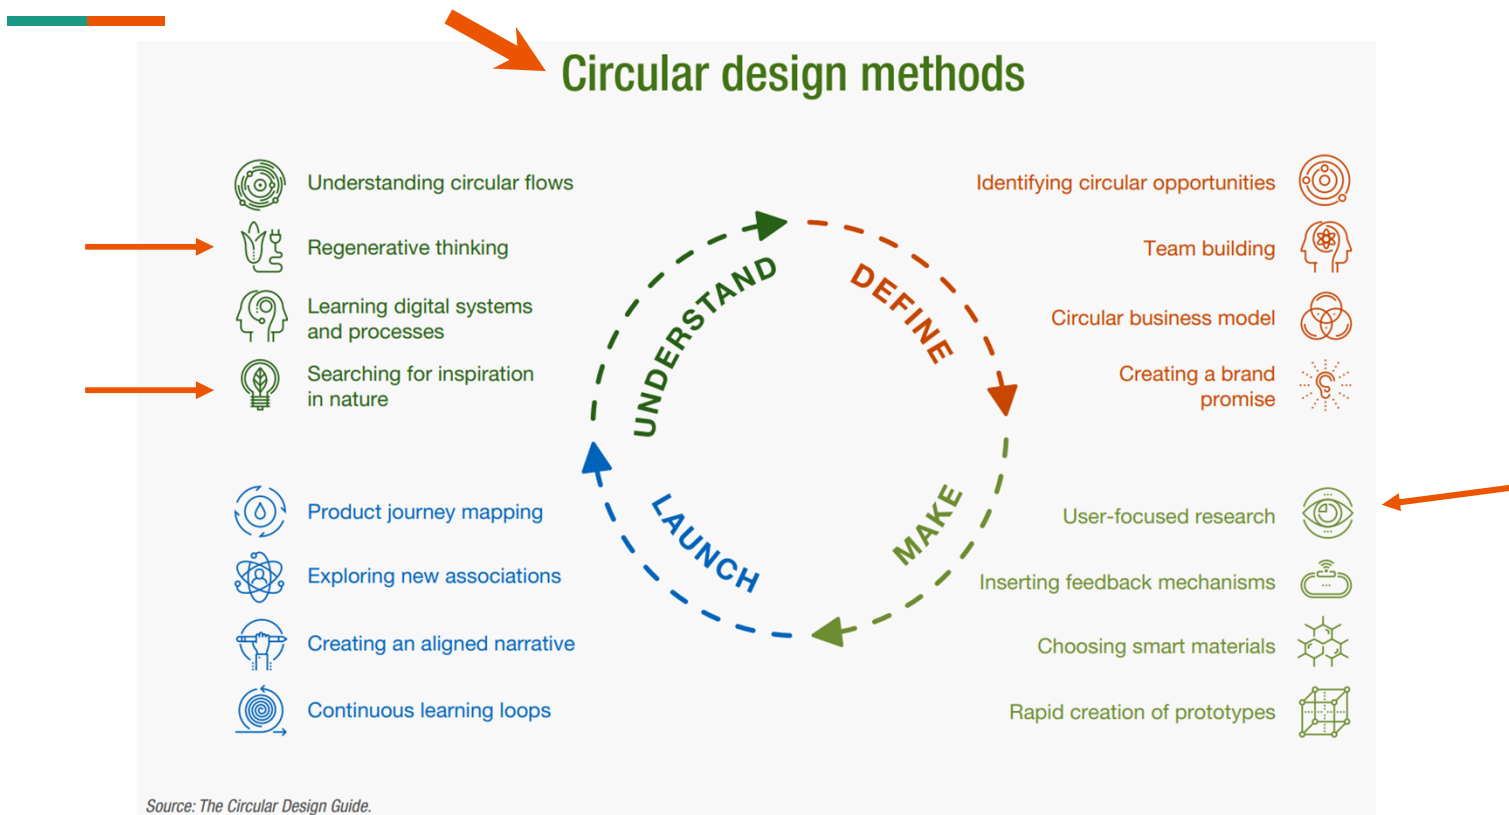 Circular design methods
Understanding circular flows
Regenerative thinking
Learning digital systems
and processes
Searching for inspiration
in nature
Identifying circular opportunities
Team building
Circular business model
Creating a brand
promise
UNDERSTAND
DEFINE
MAKE
LAUNCH
Product journey mapping
Exploring new associations
Creating an aligned narrative
Continuous learning loops
User-focused research
Inserting feedback mechanisms
Choosing smart materials
Rapid creation of prototypes
Source: The Circular Design Guide.